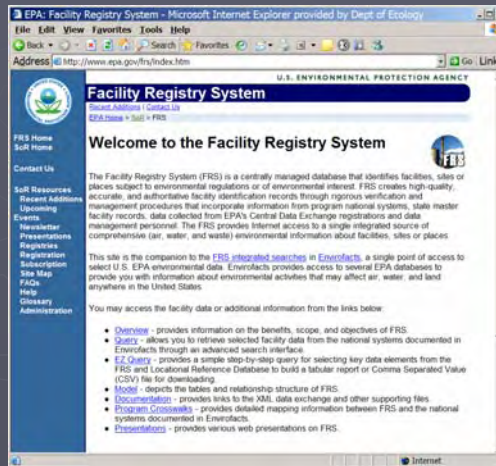 EPA: Facility Registry System - Microsoft Internet Explorer provided by Dept of Ecology
File Edit View Favorites Tools Help
Back Search Favorites
Address http://www.epa.gov/frs/index.htm Go Link
U.S. ENVIRONMENTAL PROTECTION AGENCY
Facility Registry System
Recent Additions | Contact Us
EPA Home > SoR > FRS
FRS Home
SoR Home
Contact Us
SoR Resources
Recent Additions
Upcoming
Events
Newsletter
Presentations
Registries
Registration
Subscription
Site Map
FAQs
Help
Glossary
Administration
Welcome to the Facility Registry System
FRS
The Facility Registry System (FRS) is a centrally managed database that identifies facilities, sites or
places subject to environmental regulations or of environmental interest. FRS creates high-quality,
accurate, and authoritative facility identification records through rigorous verification and
management procedures that incorporate information from program national systems, state master
facility records, data collected from EPA's Central Data Exchange registrations and data
management personnel. The FRS provides Internet access to a single integrated source of
comprehensive (air, water, and waste) environmental information about facilities, sites or places.
This site is the companion to the FRS integrated searches in Envirofacts, a single point of access to
select U.S. EPA environmental data. Envirofacts provides access to several EPA databases to
provide you with information about environmental activities that may affect air, water, and land
anywhere in the United States.
You may access the facility data or additional information from the links below:
• Overview - provides information on the benefits, scope, and objectives of FRS.
• Query - allows you to retrieve selected facility data from the national systems documented in
Envirofacts through an advanced search interface.
• EZ Query - provides a simple step-by-step query for selecting key data elements from the
FRS and Locational Reference Database to build a tabular report or Comma Separated Value
(CSV) file for downloading.
• Model - depicts the tables and relationship structure of FRS.
• Documentation - provides links to the XML data exchange and other supporting files.
• Program Crosswalks - provides detailed mapping information between FRS and the national
systems documented in Envirofacts.
• Presentations - provides various web presentations on FRS.
Internet